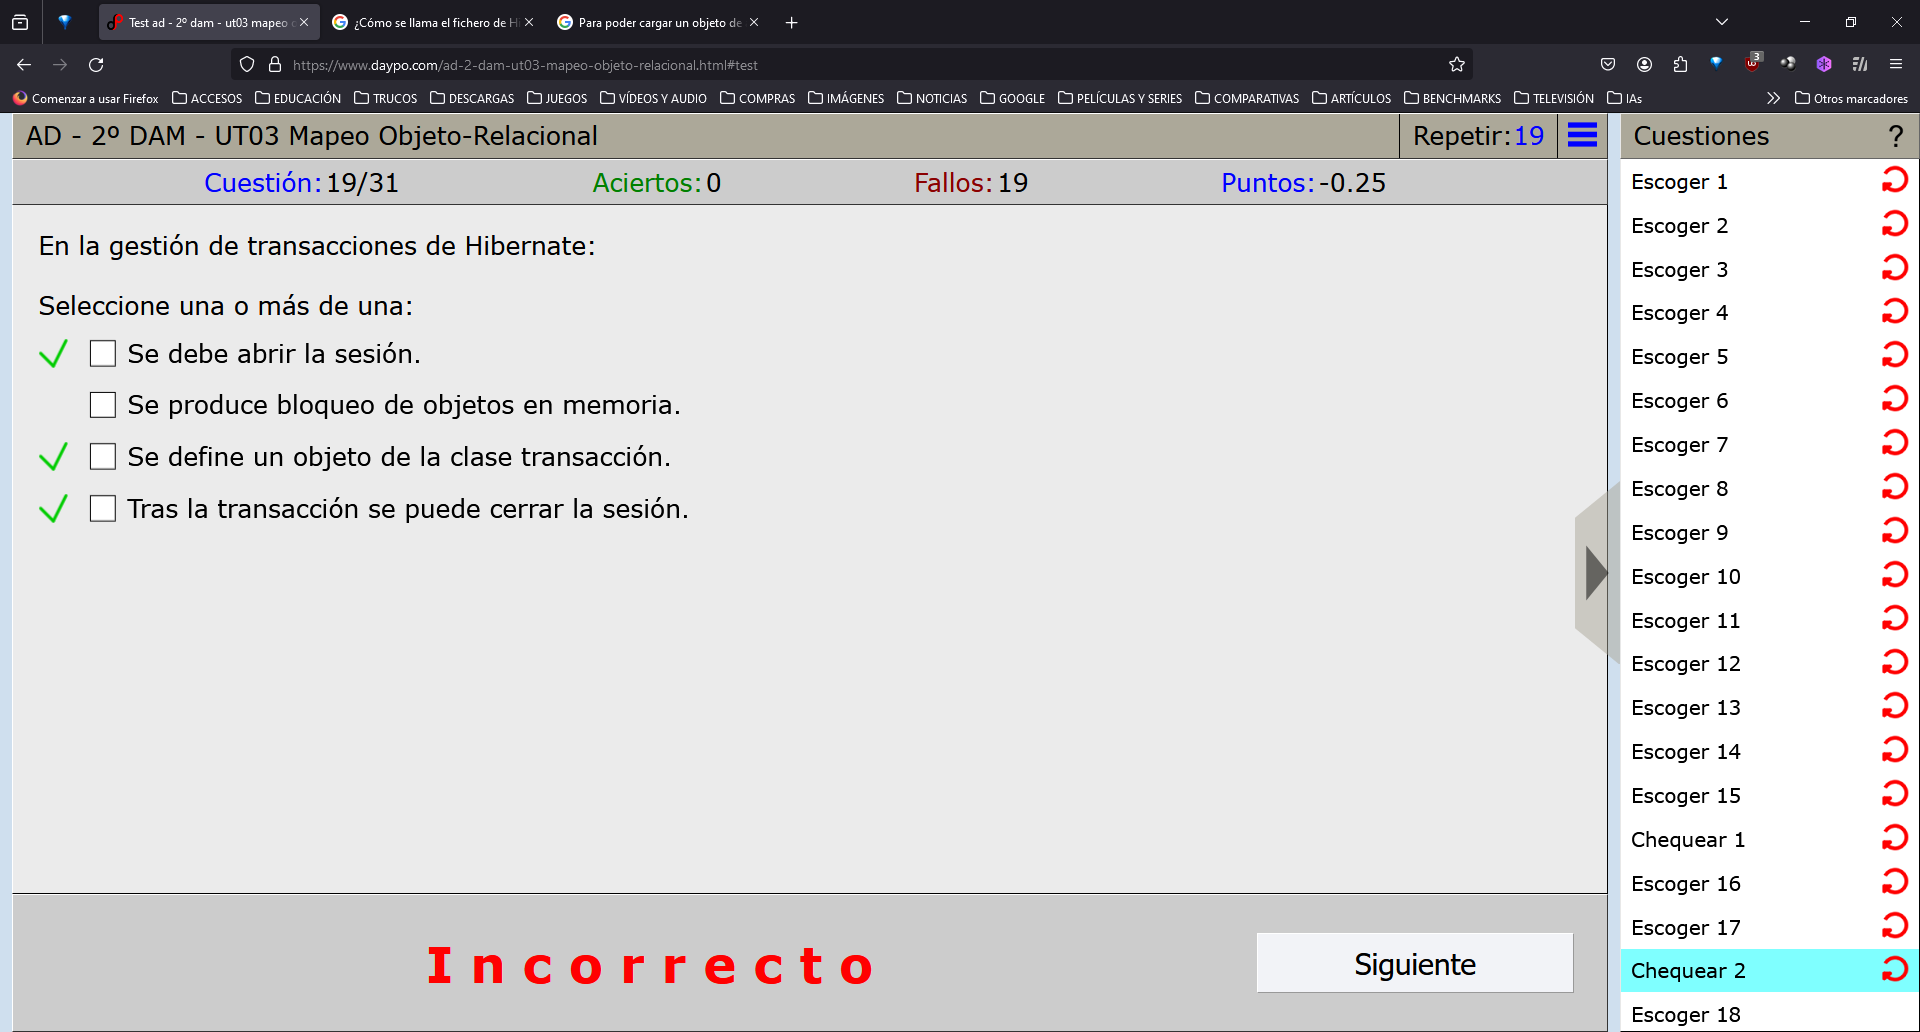 Test ad - 2º dam - ut03 mapeo
¿Cómo se llama el fichero de Hi
Para poder cargar un objeto de
https://www.daypo.com/ad-2-dam-ut03-mapeo-objeto-relacional.html#test
3
Comenzar a usar Firefox
ACCESOS
EDUCACIÓN
TRUCOS
DESCARGAS
JUEGOS
VÍDEOS Y AUDIO
COMPRAS
IMÁGENES
NOTICIAS
GOOGLE
PELÍCULAS Y SERIES
COMPARATIVAS
ARTÍCULOS
BENCHMARKS
TELEVISIÓN
IAs
Otros marcadores
AD - 2º DAM - UT03 Mapeo Objeto-Relacional
Repetir:19
Cuestión:19/31
Aciertos:0
Fallos:19
Puntos:-0.25
En la gestión de transacciones de Hibernate:
Seleccione una o más de una:
Se debe abrir la sesión.
Se produce bloqueo de objetos en memoria.
Se define un objeto de la clase transacción.
Tras la transacción se puede cerrar la sesión.
Incorrecto
Siguiente
Cuestiones
?
Escoger 1
Escoger 2
Escoger 3
Escoger 4
Escoger 5
Escoger 6
Escoger 7
Escoger 8
Escoger 9
Escoger 10
Escoger 11
Escoger 12
Escoger 13
Escoger 14
Escoger 15
Chequear 1
Escoger 16
Escoger 17
Chequear 2
Escoger 18